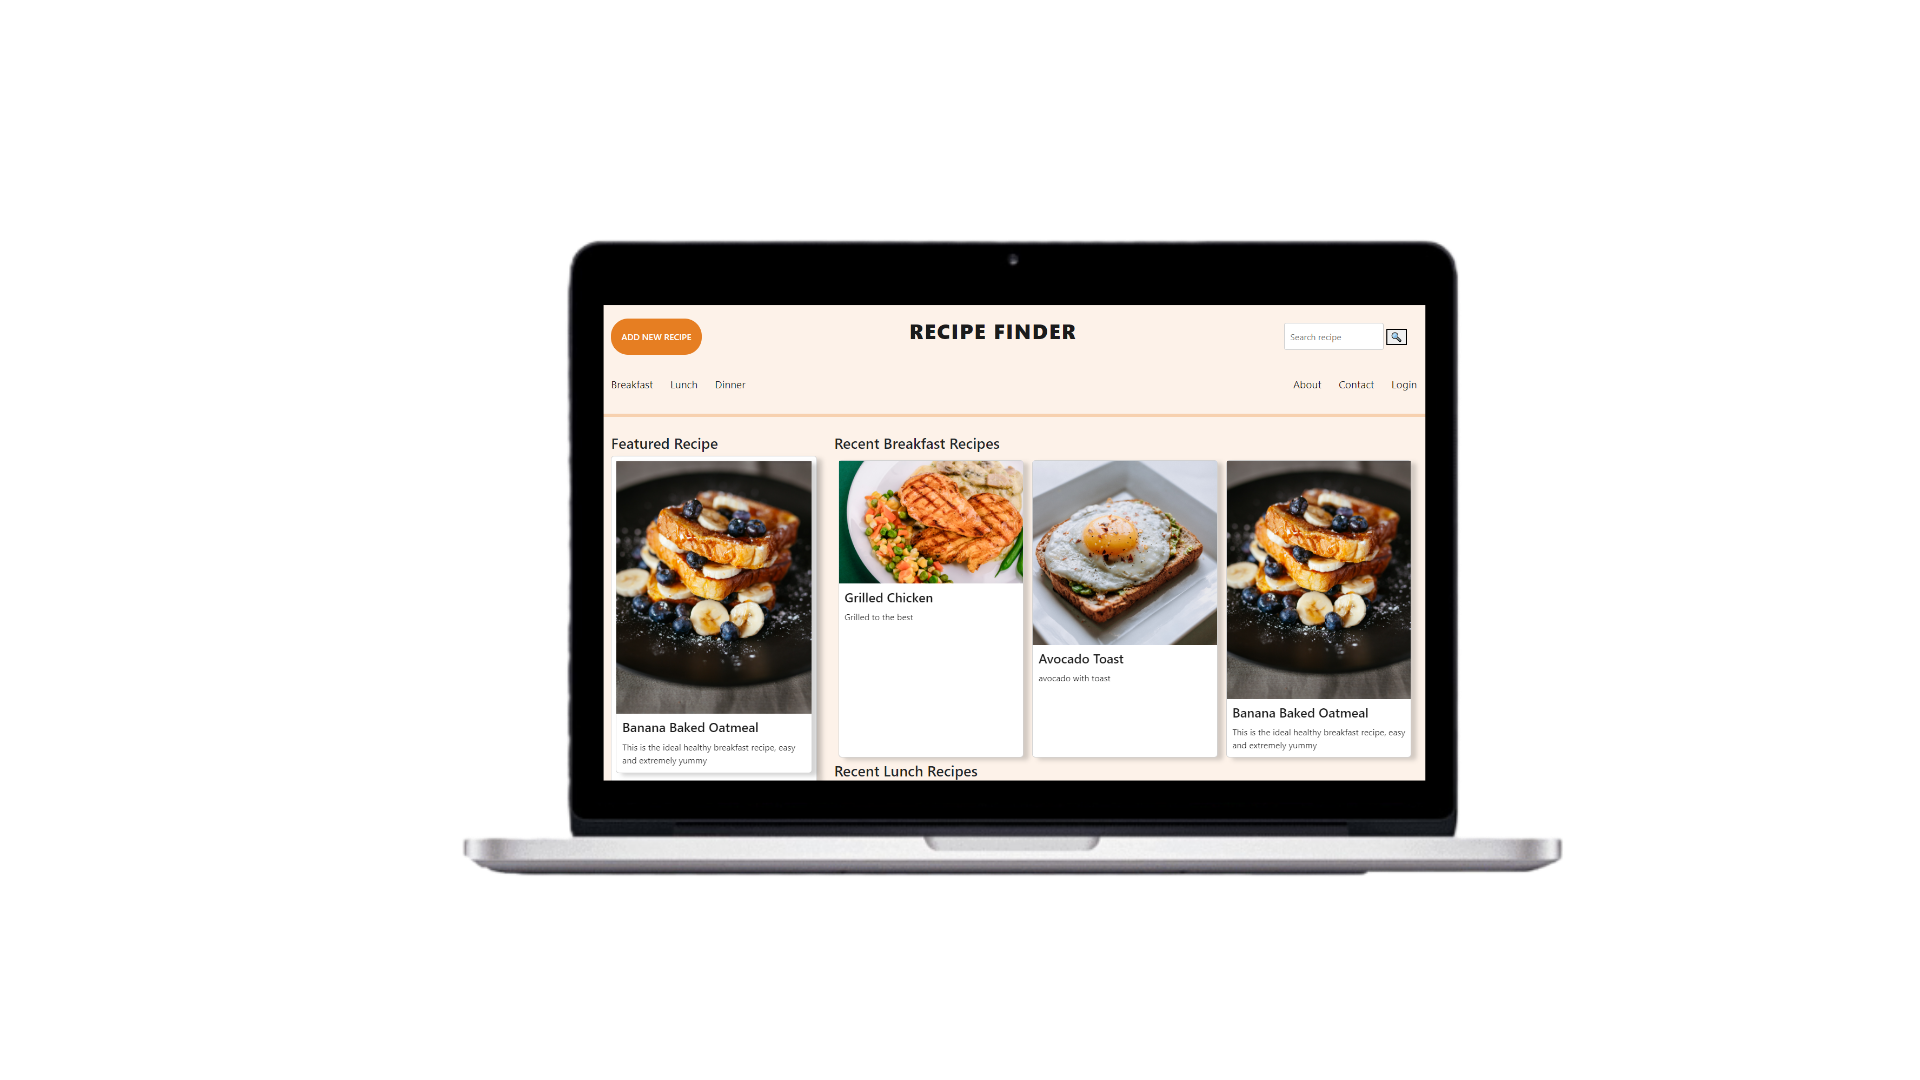 ADD NEW RECIPE
RECIPE FINDER
Search recipe
Breakfast Lunch Dinner
About Contact Login
Featured Recipe
Banana Baked Oatmeal
This is the ideal healthy breakfast recipe, easy
and extremely yummy
Recent Breakfast Recipes
Grilled Chicken
Grilled to the best
Avocado Toast
avocado with toast
Banana Baked Oatmeal
This is the ideal healthy breakfast recipe, easy
and extremely yummy
Recent Lunch Recipes